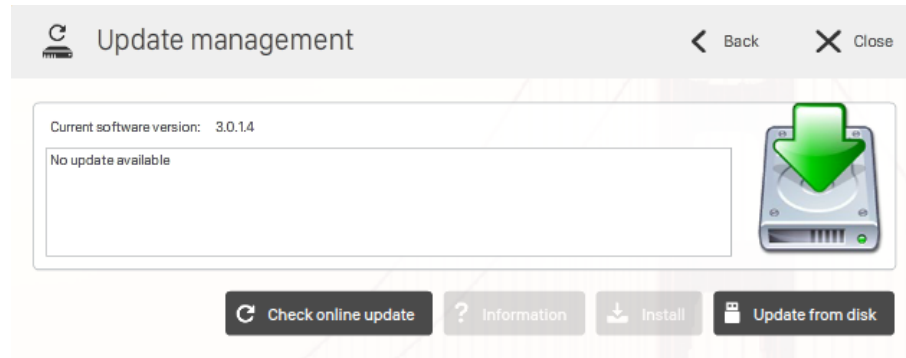 Update management
Back
Close
Current software version: 3.0.1.4
No update available
Check online update
? Information
Install
Update from disk